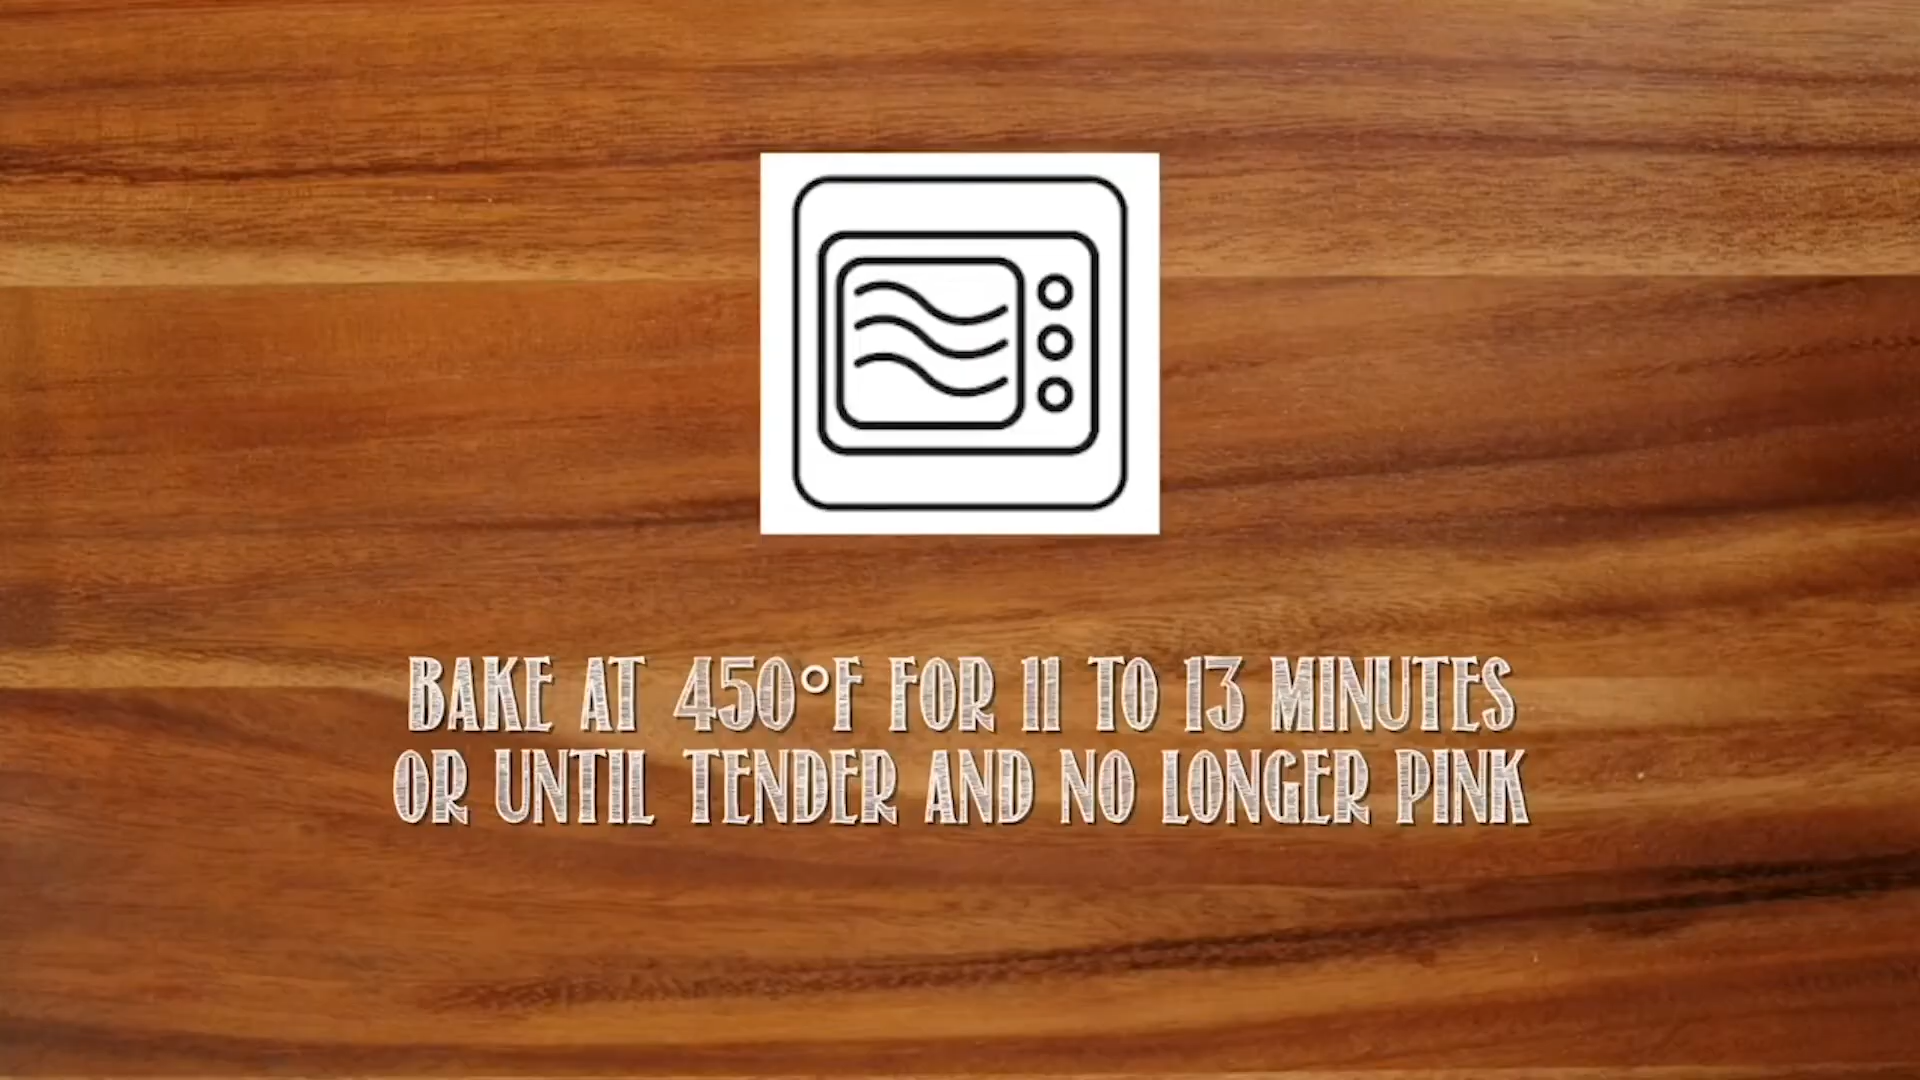 BAKE AT 450°F FOR 11 TO 13 MINUTES
OR UNTIL TENDER AND NO LONGER PINK